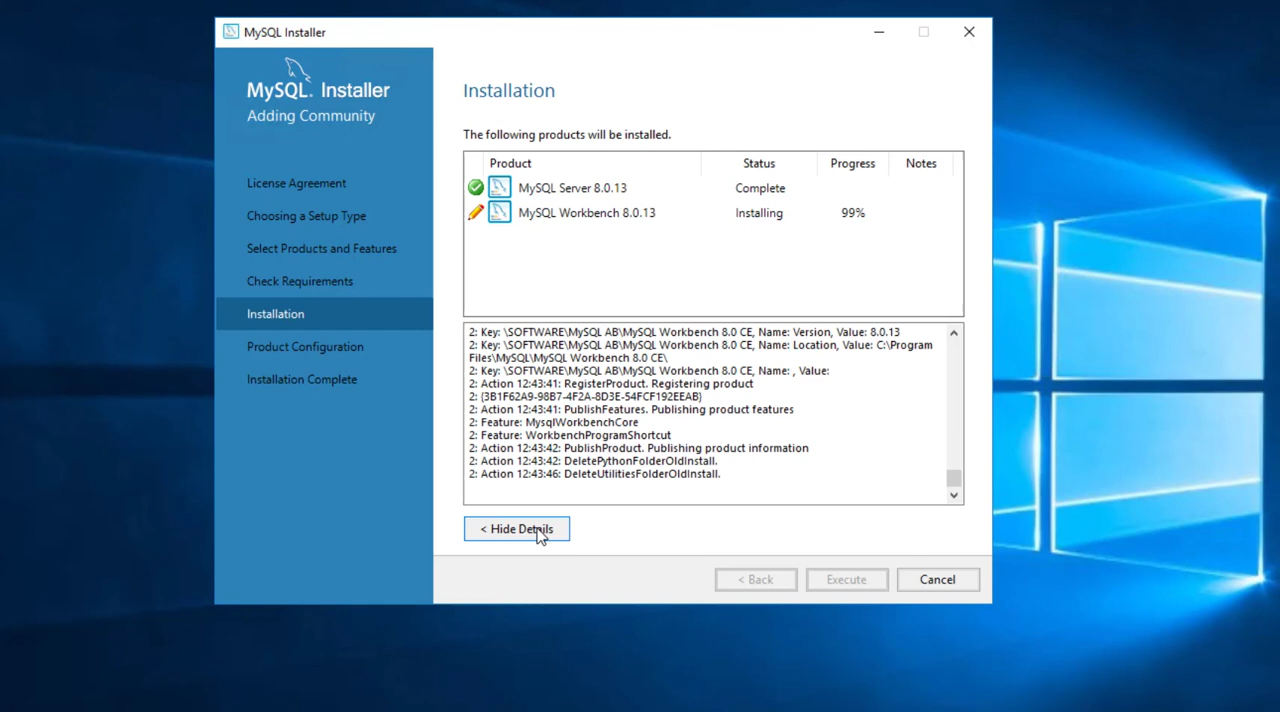 MySQL Installer
MySQL. Installer
Adding Community
License Agreement
Choosing a Setup Type
Select Products and Features
Check Requirements
Installation
Product Configuration
Installation Complete
Installation
The following products will be installed.
Product Status Progress Notes
MySQL Server 8.0.13 Complete
MySQL Workbench 8.0.13 Installing 99%
2: Key: \SOFTWARE\MySQL AB\MySQL Workbench 8.0 CE, Name: Version, Value: 8.0.13
2: Key: \SOFTWARE\MySQL AB\MySQL Workbench 8.0 CE, Name: Location, Value: C:\Program
Files\MySQL\MySQL Workbench 8.0 CE\
2: Key: \SOFTWARE\MySQL AB\MySQL Workbench 8.0 CE, Name: , Value:
2: Action 12:43:41: RegisterProduct. Registering product
2: {3B1F62A9-98B7-4F2A-8D3E-54FCF192EEAB}
2: Action 12:43:41: PublishFeatures. Publishing product features
2: Feature: MysqlWorkbenchCore
2: Feature: WorkbenchProgramShortcut
2: Action 12:43:42: PublishProduct. Publishing product information
2: Action 12:43:42: DeletePythonFolderOldInstall.
2: Action 12:43:46: DeleteUtilitiesFolderOldInstall.
< Hide Details
< Back Execute Cancel